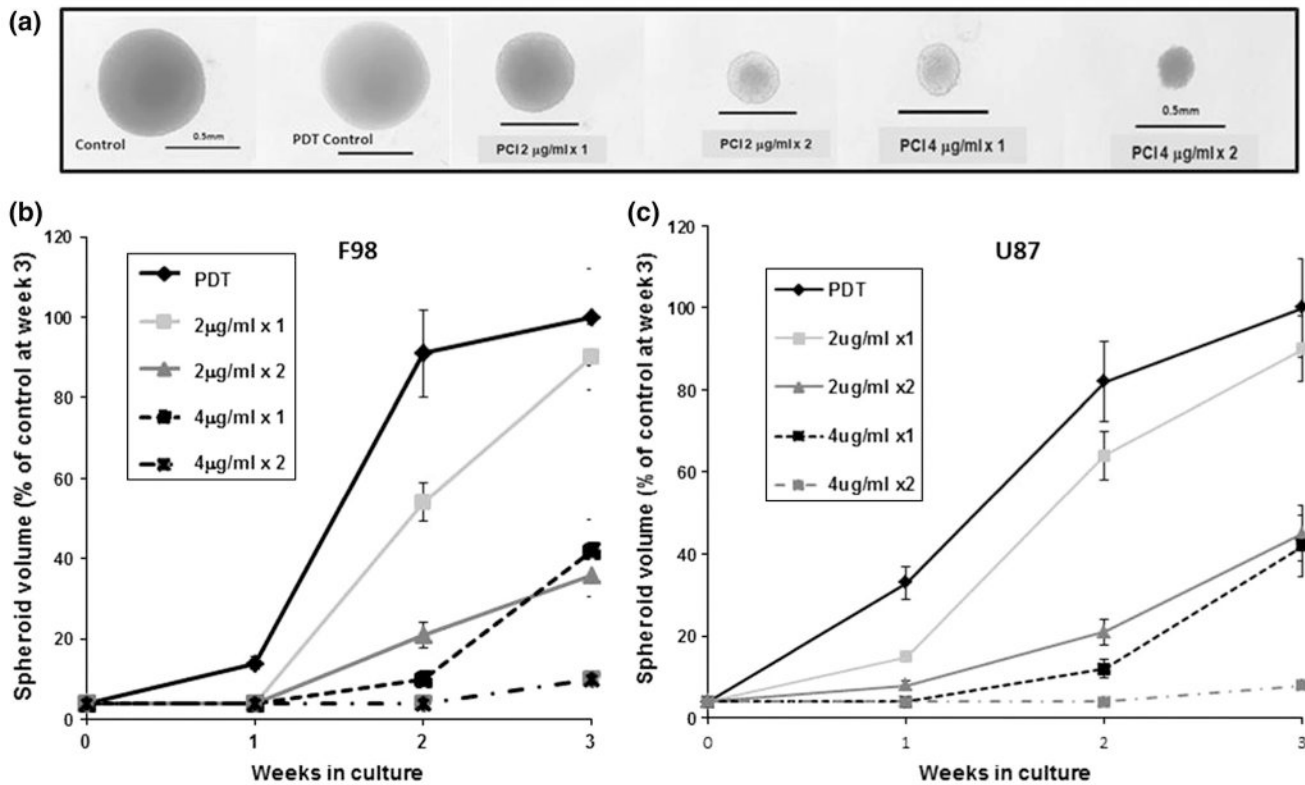 (a)
Control
0.5mm
PDT Control
PCI 2 µg/ml x 1
PCI 2 µg/ml x 2
PCI 4 µg/ml x 1
0.5mm
PCI 4 µg/ml x 2
(b)
F98
Spheroid volume (% of control at week 3)
120
100
80
60
40
20
0
PDT
2µg/ml x 1
2µg/ml x 2
4µg/ml x 1
4µg/ml x 2
0 1 2 3
Weeks in culture
(c)
U87
Spheroid volume (% of control at week 3)
120
100
80
60
40
20
0
PDT
2ug/ml x1
2ug/ml x2
4ug/ml x1
4ug/ml x2
0 1 2 3
Weeks in culture